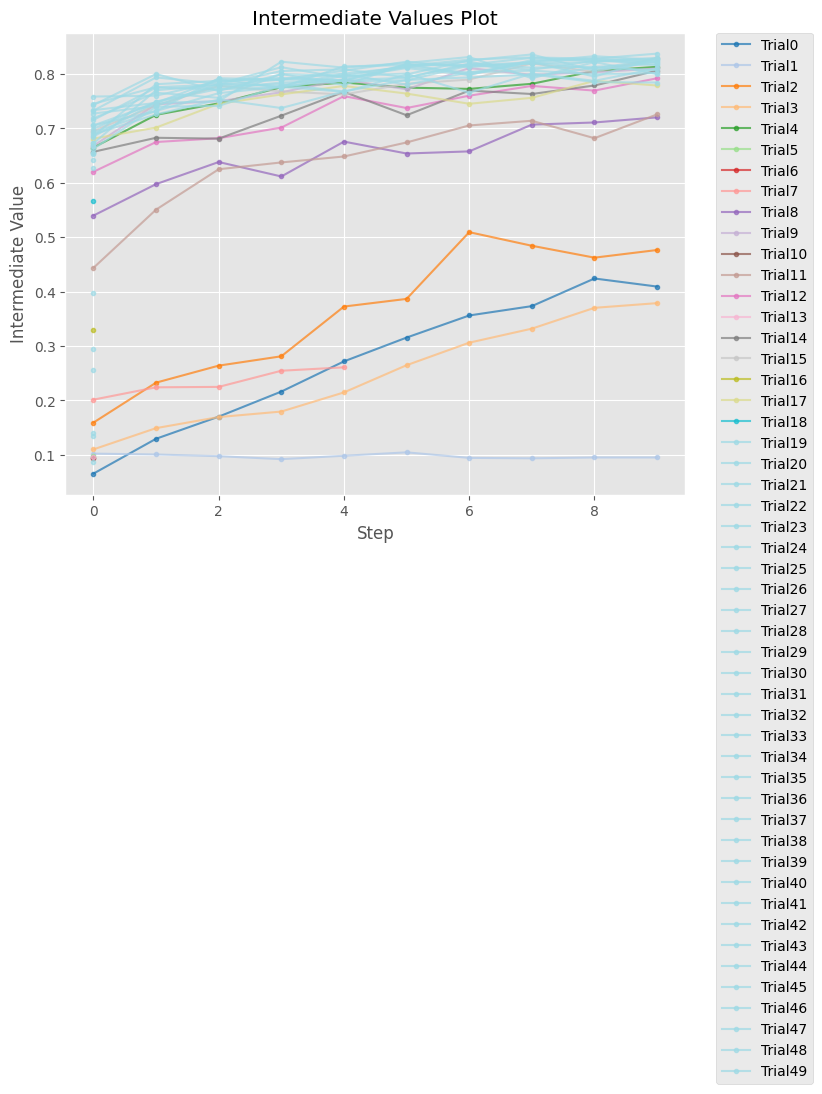 Intermediate Values Plot
Intermediate Value
0.8
0.7
0.6
0.5
0.4
0.3
0.2
0.1
0
2
4
6
8
Step
Trial0
Trial1
Trial2
Trial3
Trial4
Trial5
Trial6
Trial7
Trial8
Trial9
Trial10
Trial11
Trial12
Trial13
Trial14
Trial15
Trial16
Trial17
Trial18
Trial19
Trial20
Trial21
Trial22
Trial23
Trial24
Trial25
Trial26
Trial27
Trial28
Trial29
Trial30
Trial31
Trial32
Trial33
Trial34
Trial35
Trial36
Trial37
Trial38
Trial39
Trial40
Trial41
Trial42
Trial43
Trial44
Trial45
Trial46
Trial47
Trial48
Trial49